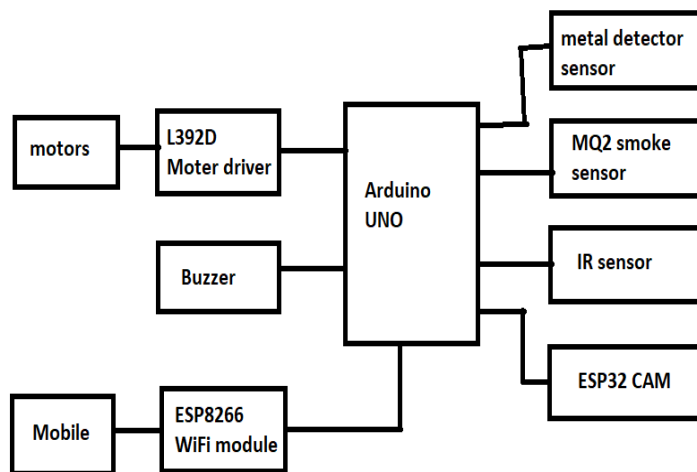 metal detector
sensor
L392D
Moter driver
motors
MQ2 smoke
sensor
Arduino
UNO
Buzzer
IR sensor
ESP32 CAM
ESP8266
WiFi module
Mobile